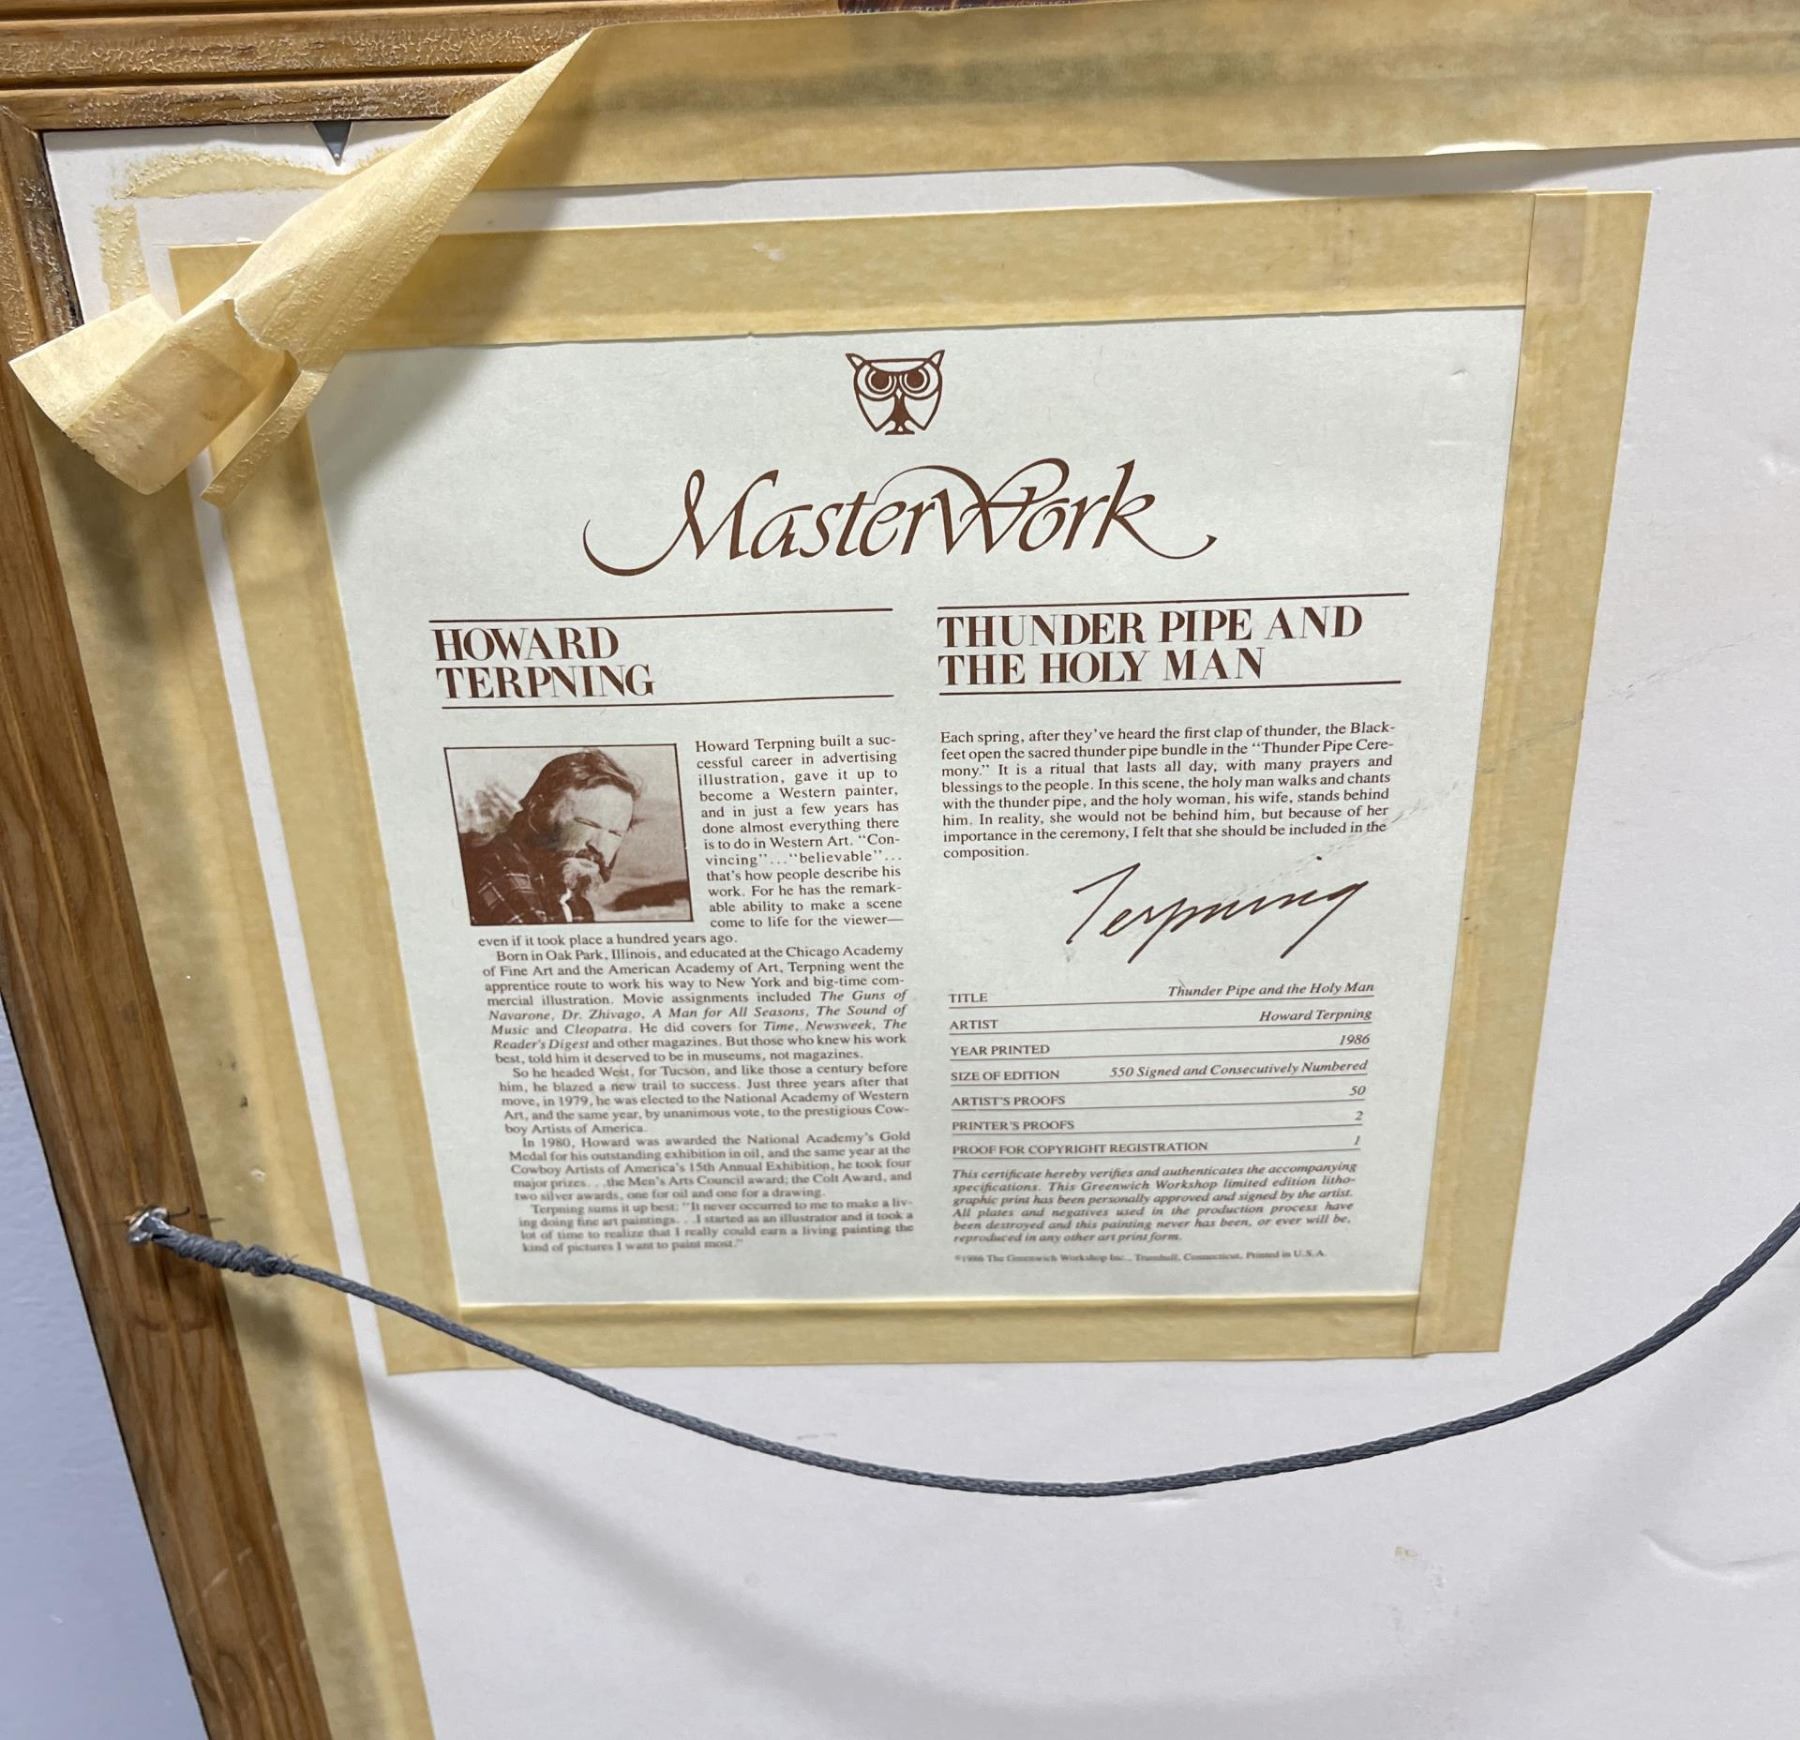 MasterWork
HOWARD
TERPNING
Howard Terpning built a suc-
cessful career in advertising
illustration, gave it up to
become a Western painter,
and in just a few years has
done almost everything there
is to do in Western Art. "Con-
vincing"..."believable"...
that's how people describe his
work. For he has the remark-
able ability to make a scene
come to life for the viewer—
even if it took place a hundred years ago.
Born in Oak Park, Illinois, and educated at the Chicago Academy
of Fine Art and the American Academy of Art, Terpning went the
apprentice route to work his way to New York and big-time com-
mercial illustration. Movie assignments included The Guns of
Navarone, Dr. Zhivago, A Man for All Seasons, The Sound of
Music and Cleopatra. He did covers for Time, Newsweek, The
Reader's Digest and other magazines. But those who knew his work
best, told him it deserved to be in museums, not magazines.
So he headed West, for Tucson, and like those a century before
him, he blazed a new trail to success. Just three years after that
move, in 1979, he was elected to the National Academy of Western
Art, and the same year, by unanimous vote, to the prestigious Cow-
boy Artists of America.
In 1980, Howard was awarded the National Academy's Gold
Medal for his outstanding exhibition in oil, and the same year at the
Cowboy Artists of America's 15th Annual Exhibition, he took four
major prizes. . .the Men's Arts Council award; the Colt Award, and
two silver awards, one for oil and one for a drawing.
Terpning sums it up best: "It never occurred to me to make a liv-
ing doing fine art paintings. . .I started as an illustrator and it took a
lot of time to realize that I really could earn a living painting the
kind of pictures I want to paint most."
THUNDER PIPE AND
THE HOLY MAN
Each spring, after they've heard the first clap of thunder, the Black-
feet open the sacred thunder pipe bundle in the "Thunder Pipe Cere-
mony." It is a ritual that lasts all day, with many prayers and
blessings to the people. In this scene, the holy man walks and chants
with the thunder pipe, and the holy woman, his wife, stands behind
him. In reality, she would not be behind him, but because of her
importance in the ceremony, I felt that she should be included in the
composition.
Terpning
TITLE Thunder Pipe and the Holy Man
ARTIST Howard Terpning
YEAR PRINTED 1986
SIZE OF EDITION 550 Signed and Consecutively Numbered
ARTIST'S PROOFS 50
PRINTER'S PROOFS 2
PROOF FOR COPYRIGHT REGISTRATION 1
This certificate hereby verifies and authenticates the accompanying
specifications. This Greenwich Workshop limited edition litho-
graphic print has been personally approved and signed by the artist.
All plates and negatives used in the production process have
been destroyed and this painting never has been, or ever will be,
reproduced in any other art print form.
©1986 The Greenwich Workshop Inc., Trumbull, Connecticut, Printed in U.S.A.